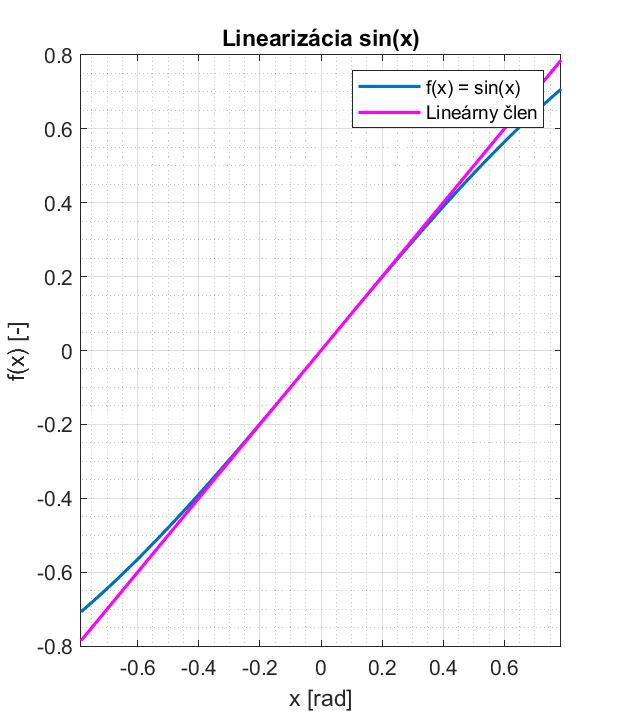 Linearizácia sin(x)
f(x) = sin(x)
Lineárny člen
0.8
0.6
0.4
0.2
0
-0.2
-0.4
-0.6
-0.8
f(x) [-]
-0.6 -0.4 -0.2 0 0.2 0.4 0.6
x [rad]